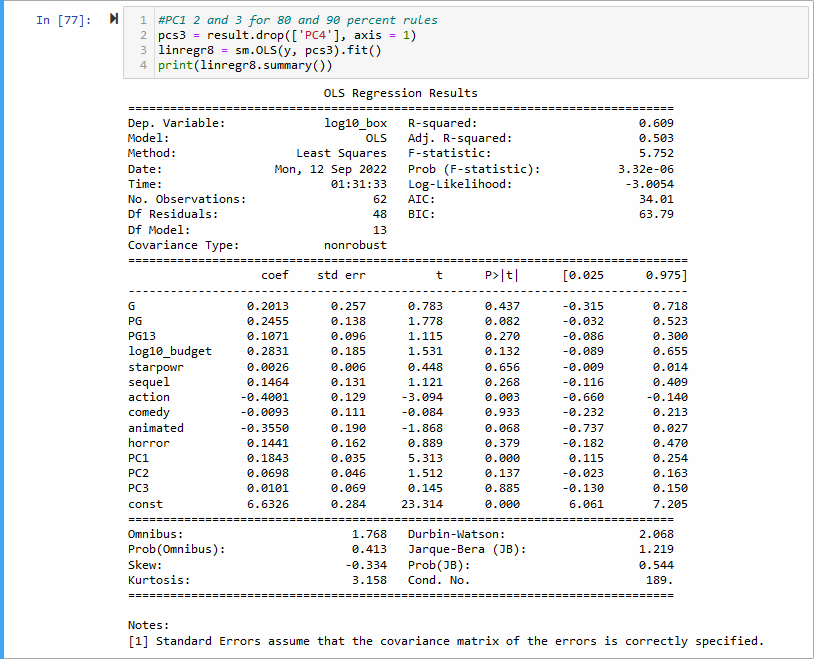 In [77]:
1 #PC1 2 and 3 for 80 and 90 percent rules
2 pcs3 = result.drop(['PC4'], axis = 1)
3 linregr8 = sm.OLS(y, pcs3).fit()
4 print(linregr8.summary())
OLS Regression Results
==============================================================================
Dep. Variable: log10_box R-squared: 0.609
Model: OLS Adj. R-squared: 0.503
Method: Least Squares F-statistic: 5.752
Date: Mon, 12 Sep 2022 Prob (F-statistic): 3.32e-06
Time: 01:31:33 Log-Likelihood: -3.0054
No. Observations: 62 AIC: 34.01
Df Residuals: 48 BIC: 63.79
Df Model: 13
Covariance Type: nonrobust
================================================================================
coef std err t P>|t| [0.025 0.975]
--------------------------------------------------------------------------------
G 0.2013 0.257 0.783 0.437 -0.315 0.718
PG 0.2455 0.138 1.778 0.082 -0.032 0.523
PG13 0.1071 0.096 1.115 0.270 -0.086 0.300
log10_budget 0.2831 0.185 1.531 0.132 -0.089 0.655
starpowr 0.0026 0.006 0.448 0.656 -0.009 0.014
sequel 0.1464 0.131 1.121 0.268 -0.116 0.409
action -0.4001 0.129 -3.094 0.003 -0.660 -0.140
comedy -0.0093 0.111 -0.084 0.933 -0.232 0.213
animated -0.3550 0.190 -1.868 0.068 -0.737 0.027
horror 0.1441 0.162 0.889 0.379 -0.182 0.470
PC1 0.1843 0.035 5.313 0.000 0.115 0.254
PC2 0.0698 0.046 1.512 0.137 -0.023 0.163
PC3 0.0101 0.069 0.145 0.885 -0.130 0.150
const 6.6326 0.284 23.314 0.000 6.061 7.205
==============================================================================
Omnibus: 1.768 Durbin-Watson: 2.068
Prob(Omnibus): 0.413 Jarque-Bera (JB): 1.219
Skew: -0.334 Prob(JB): 0.544
Kurtosis: 3.158 Cond. No. 189.
==============================================================================
Notes:
[1] Standard Errors assume that the covariance matrix of the errors is correctly specified.